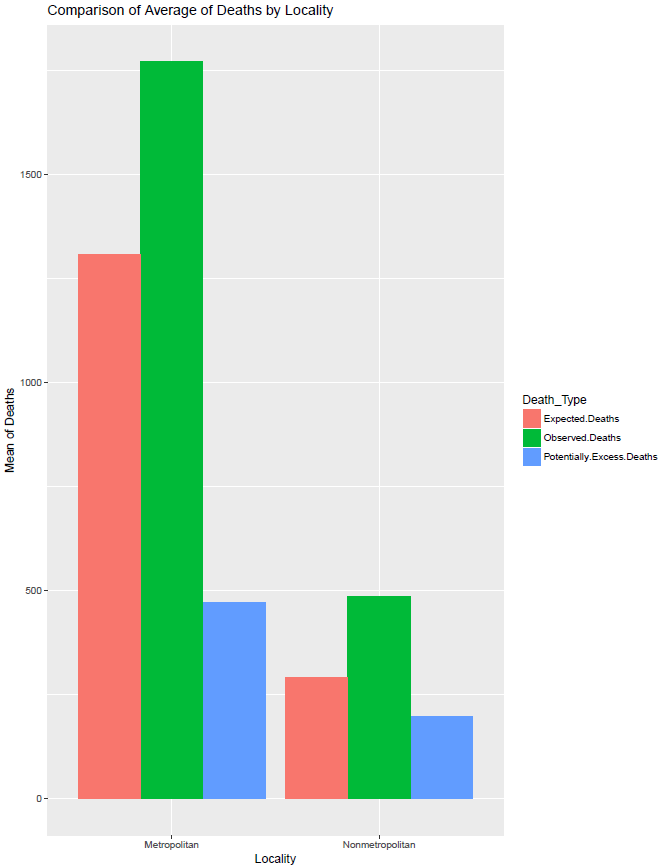 Comparison of Average of Deaths by Locality
Mean of Deaths
1500
1000
500
0
Metropolitan
Nonmetropolitan
Locality
Death_Type
Expected.Deaths
Observed.Deaths
Potentially.Excess.Deaths